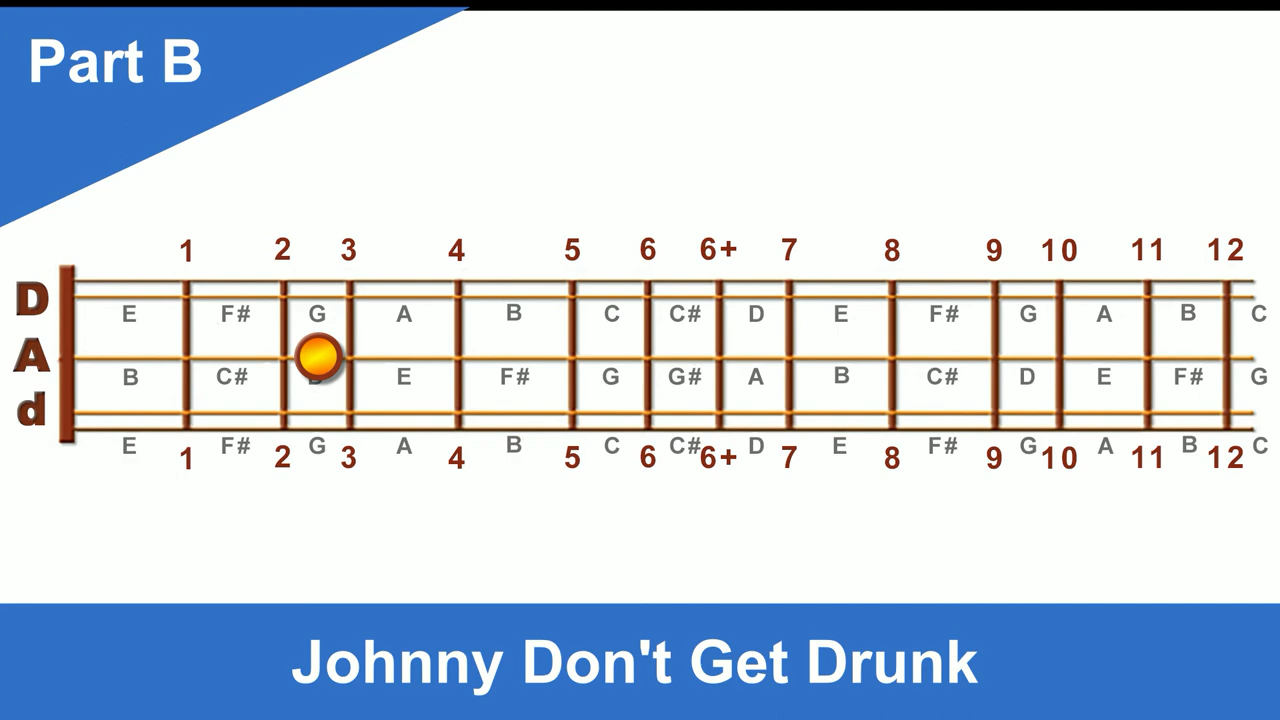 Part B
1 2 3 4 5 6 6+ 7 8 9 10 11 12
D
E F# G A B C C# D E F# G A B C
A
B C# D E F# G G# A B C# D E F# G
d
E F# G A B C C# D E F# G A B C
1 2 3 4 5 6 6+ 7 8 9 10 11 12
Johnny Don't Get Drunk